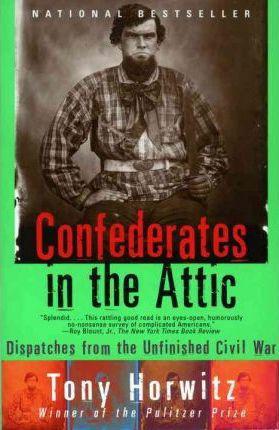 NATIONAL BESTSELLER
Confederates
in the Attic
"Splendid. . . . This rattling good read is an eyes-open, humorously
no-nonsense survey of complicated Americans."
—Roy Blount, Jr., The New York Times Book Review
Dispatches from the Unfinished Civil War
Tony Horwitz
Winner of the Pulitzer Prize